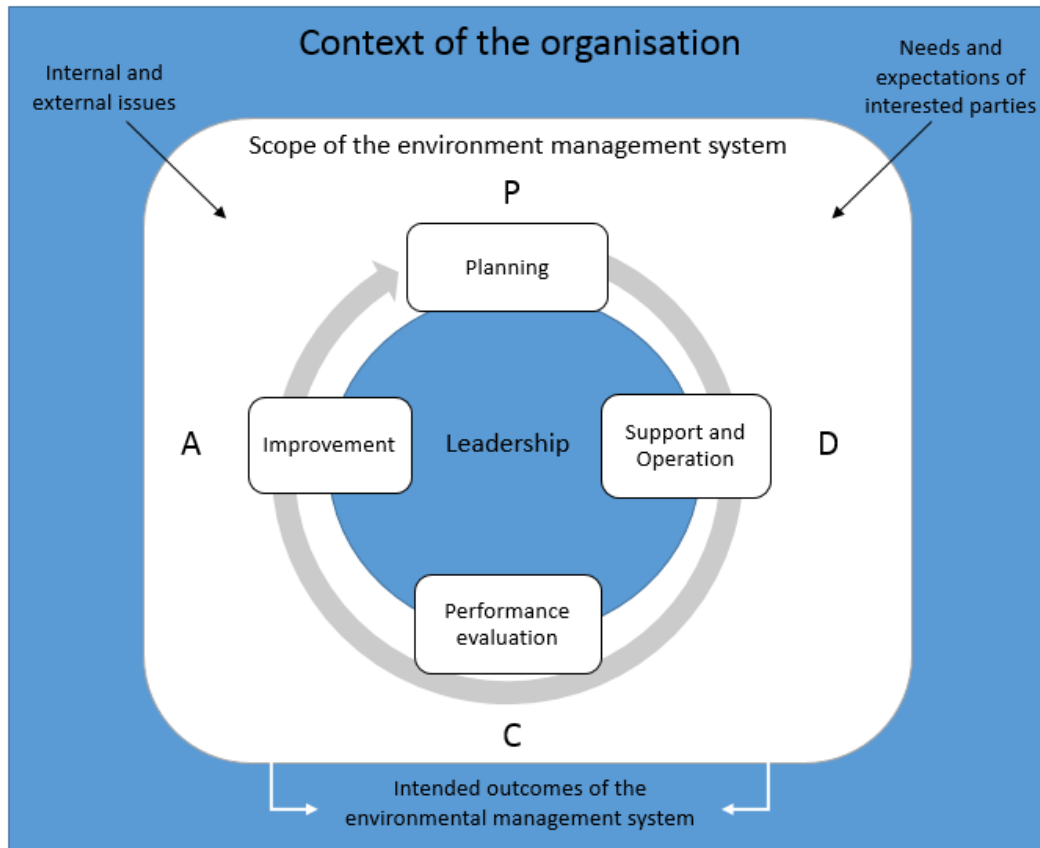 Context of the organisation
Internal and
external issues
Needs and
expectations of
interested parties
Scope of the environment management system
P
Planning
A
Improvement
Leadership
Support and
Operation
D
Performance
evaluation
C
Intended outcomes of the
environmental management system